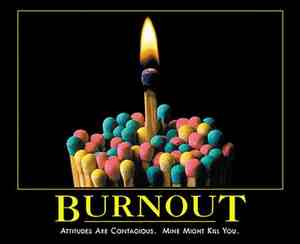 BURNOUT
ATTITUDES ARE CONTAGIOUS. MINE MIGHT KILL YOU.